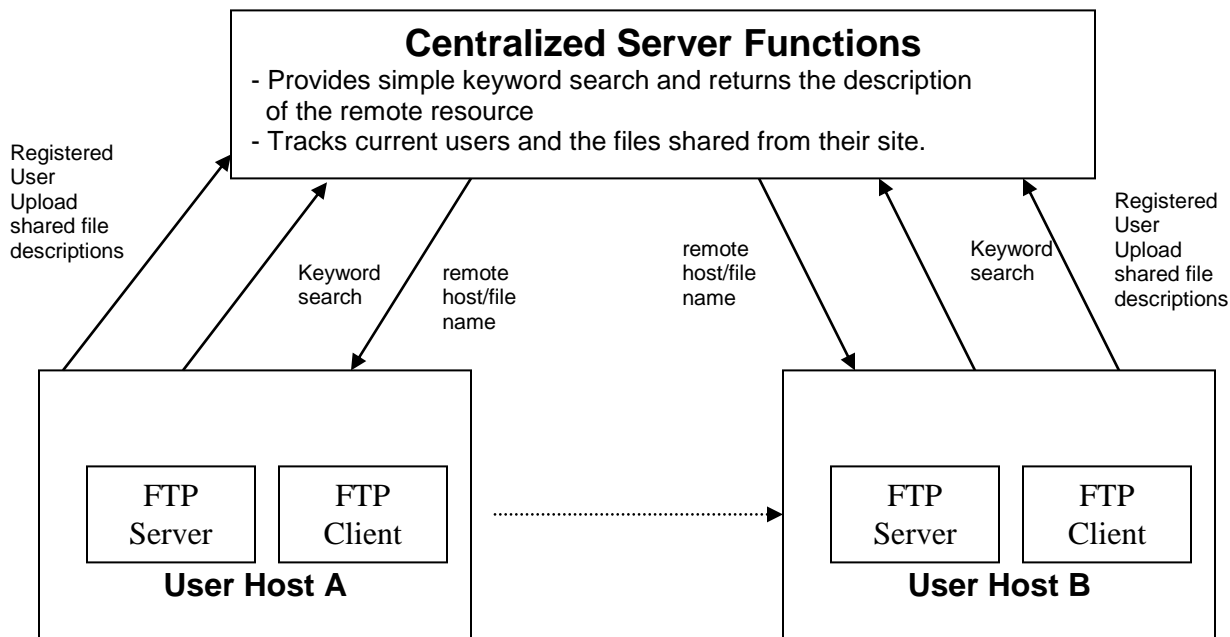 Centralized Server Functions
- Provides simple keyword search and returns the description
of the remote resource
- Tracks current users and the files shared from their site.
Registered
User
Upload
shared file
descriptions
Keyword
search
remote
host/file
name
remote
host/file
name
Keyword
search
Registered
User
Upload
shared file
descriptions
FTP
Server
FTP
Client
User Host A
FTP
Server
FTP
Client
User Host B